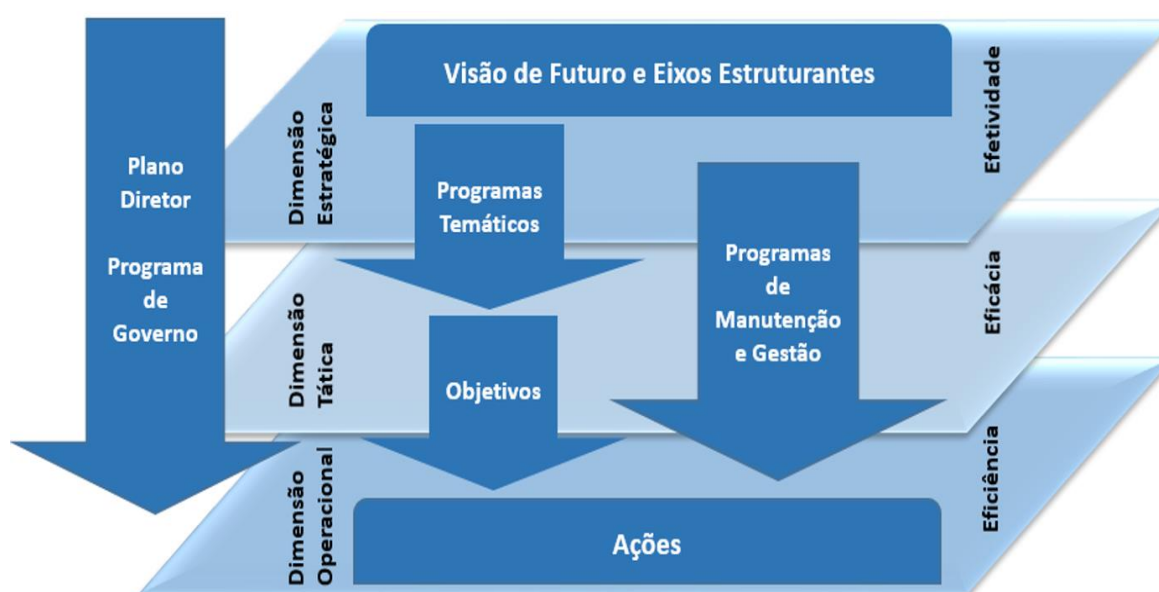 Visão de Futuro e Eixos Estruturantes
Plano
Diretor
Programa
de
Governo
Dimensão
Estratégica
Programas
Temáticos
Efetividade
Dimensão
Tática
Objetivos
Programas
de
Manutenção
e Gestão
Eficácia
Dimensão
Operacional
Ações
Eficiência